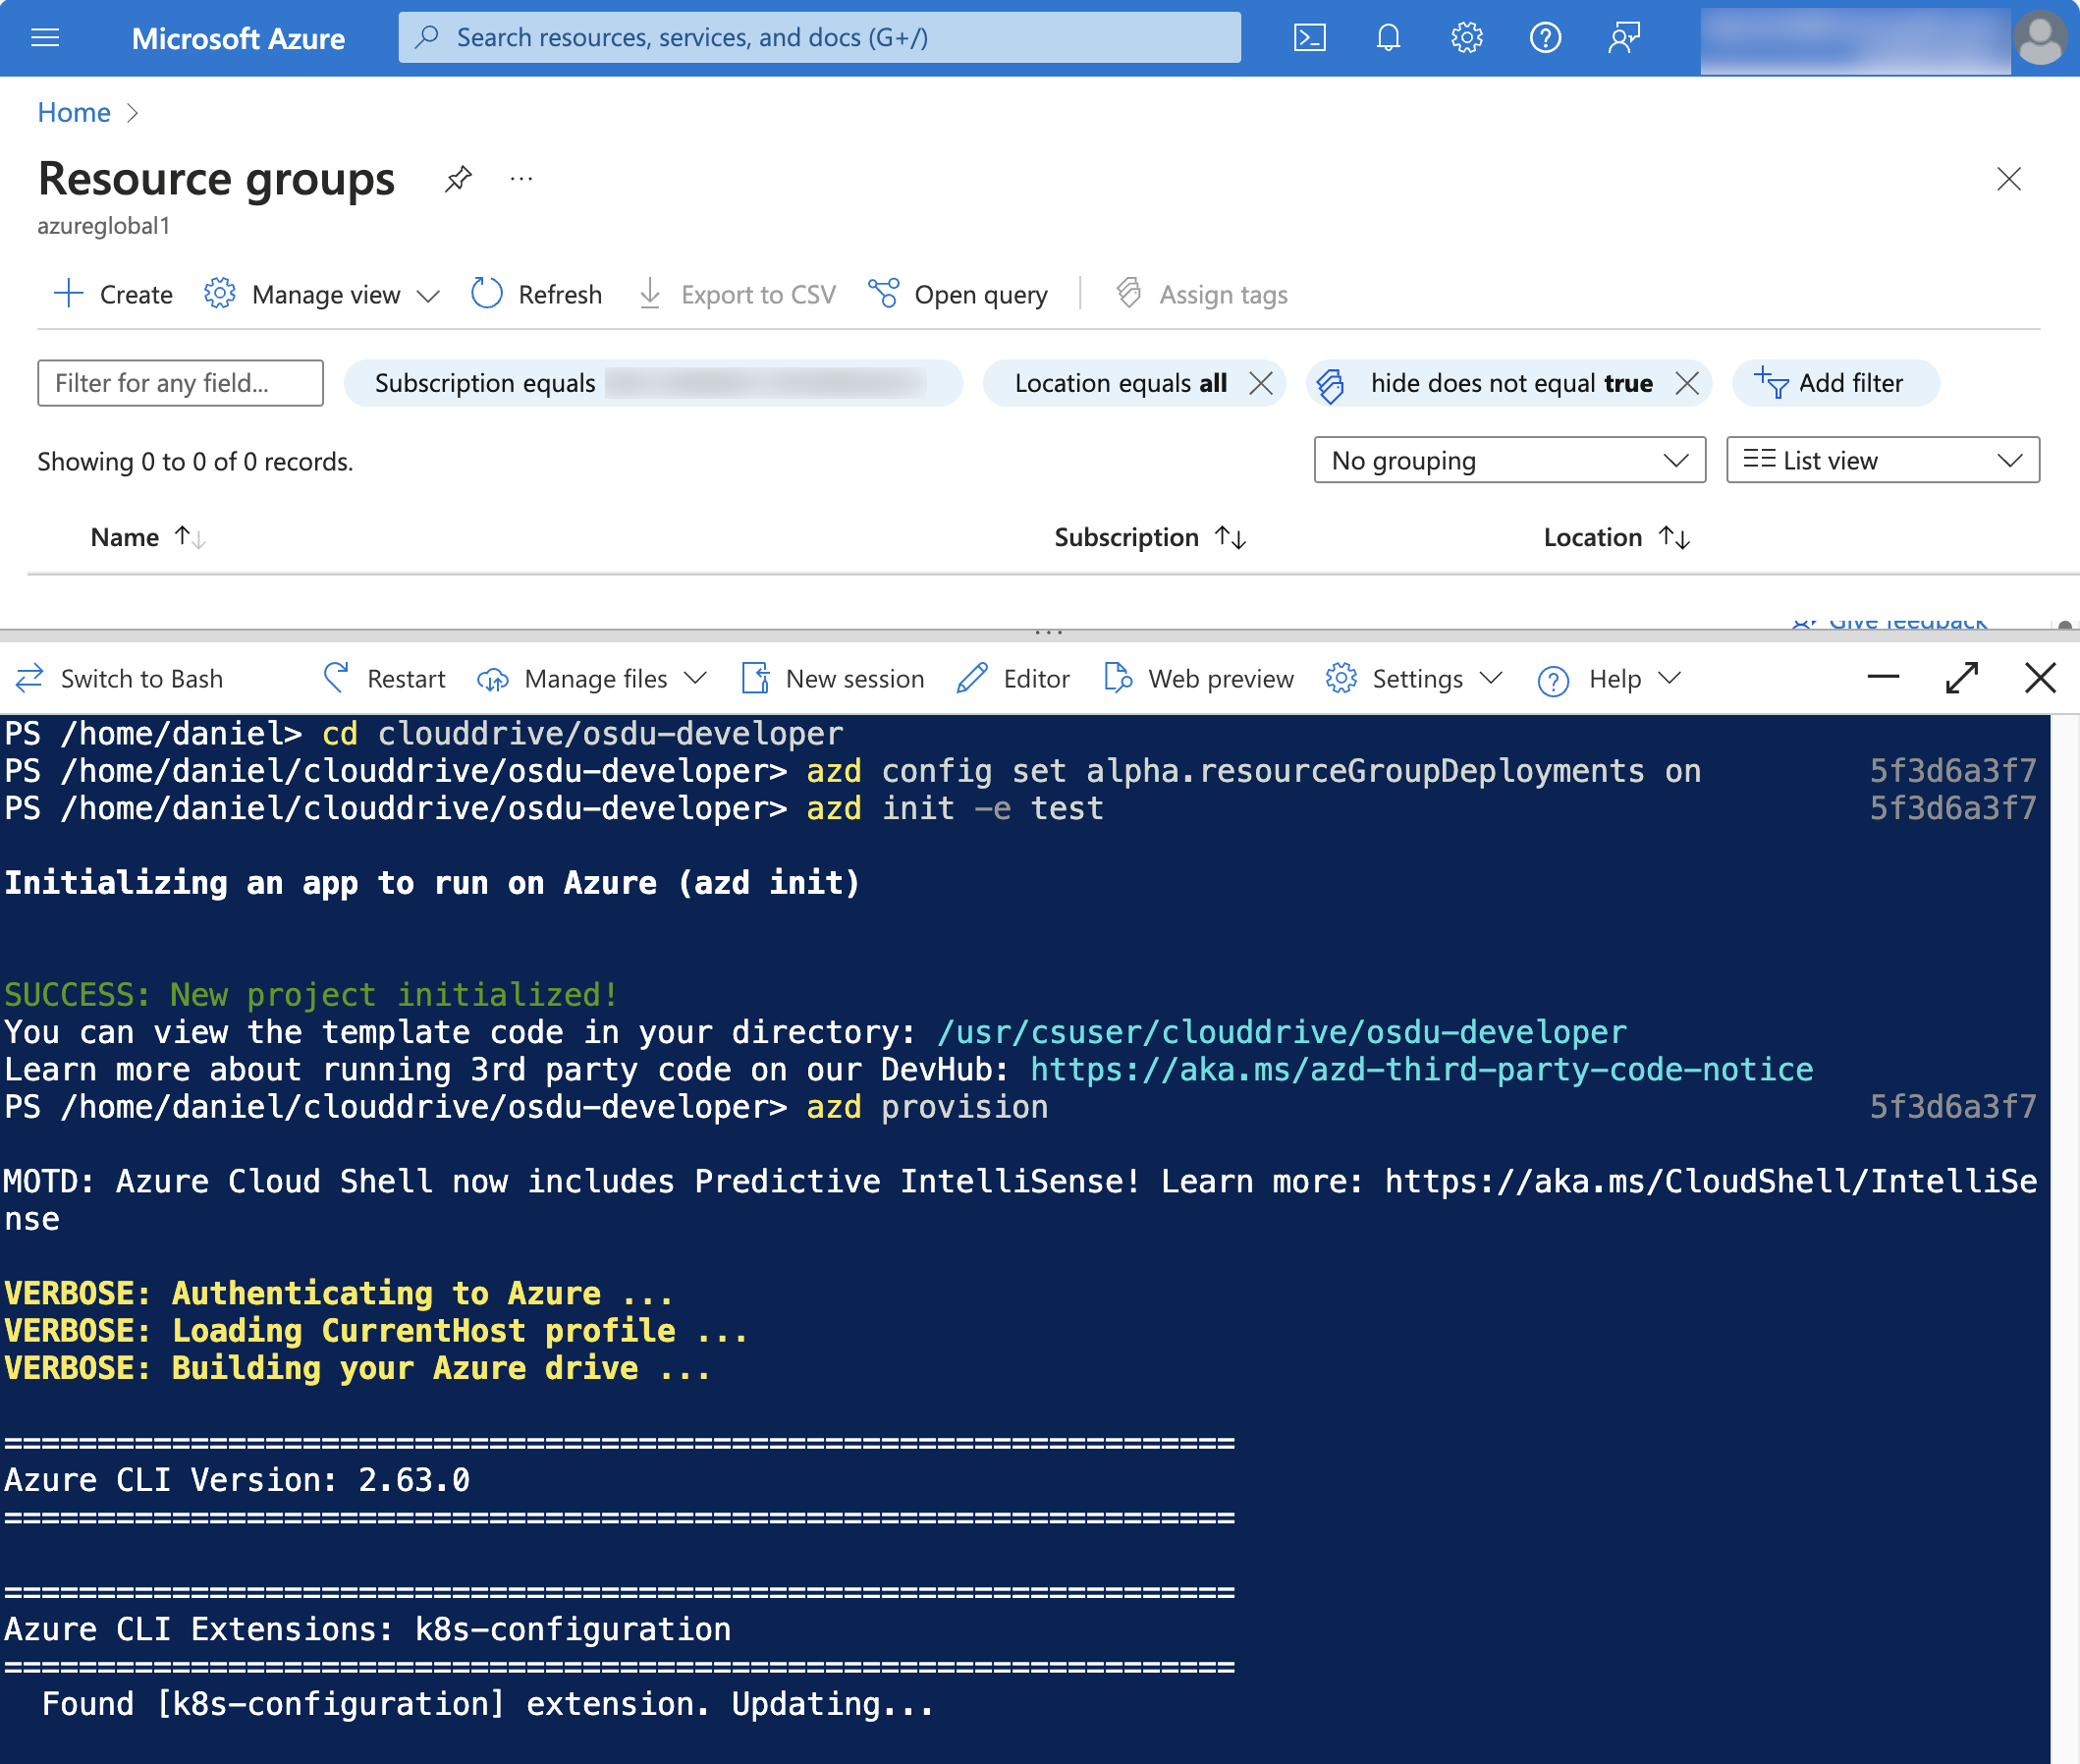 Microsoft Azure
Search resources, services, and docs (G+/)
Home
Resource groups
azureglobal1
Create Manage view Refresh Export to CSV Open query Assign tags
Filter for any field... Subscription equals Location equals all hide does not equal true Add filter
Showing 0 to 0 of 0 records. No grouping List view
Name Subscription Location
Give feedback
Switch to Bash Restart Manage files New session Editor Web preview Settings Help
PS /home/daniel> cd clouddrive/osdu-developer
PS /home/daniel/clouddrive/osdu-developer> azd config set alpha.resourceGroupDeployments on 5f3d6a3f7
PS /home/daniel/clouddrive/osdu-developer> azd init -e test 5f3d6a3f7
Initializing an app to run on Azure (azd init)
SUCCESS: New project initialized!
You can view the template code in your directory: /usr/csuser/clouddrive/osdu-developer
Learn more about running 3rd party code on our DevHub: https://aka.ms/azd-third-party-code-notice
PS /home/daniel/clouddrive/osdu-developer> azd provision 5f3d6a3f7
MOTD: Azure Cloud Shell now includes Predictive IntelliSense! Learn more: https://aka.ms/CloudShell/IntelliSe
nse
VERBOSE: Authenticating to Azure ...
VERBOSE: Loading CurrentHost profile ...
VERBOSE: Building your Azure drive ...
==================================================================
Azure CLI Version: 2.63.0
==================================================================
==================================================================
Azure CLI Extensions: k8s-configuration
==================================================================
Found [k8s-configuration] extension. Updating...